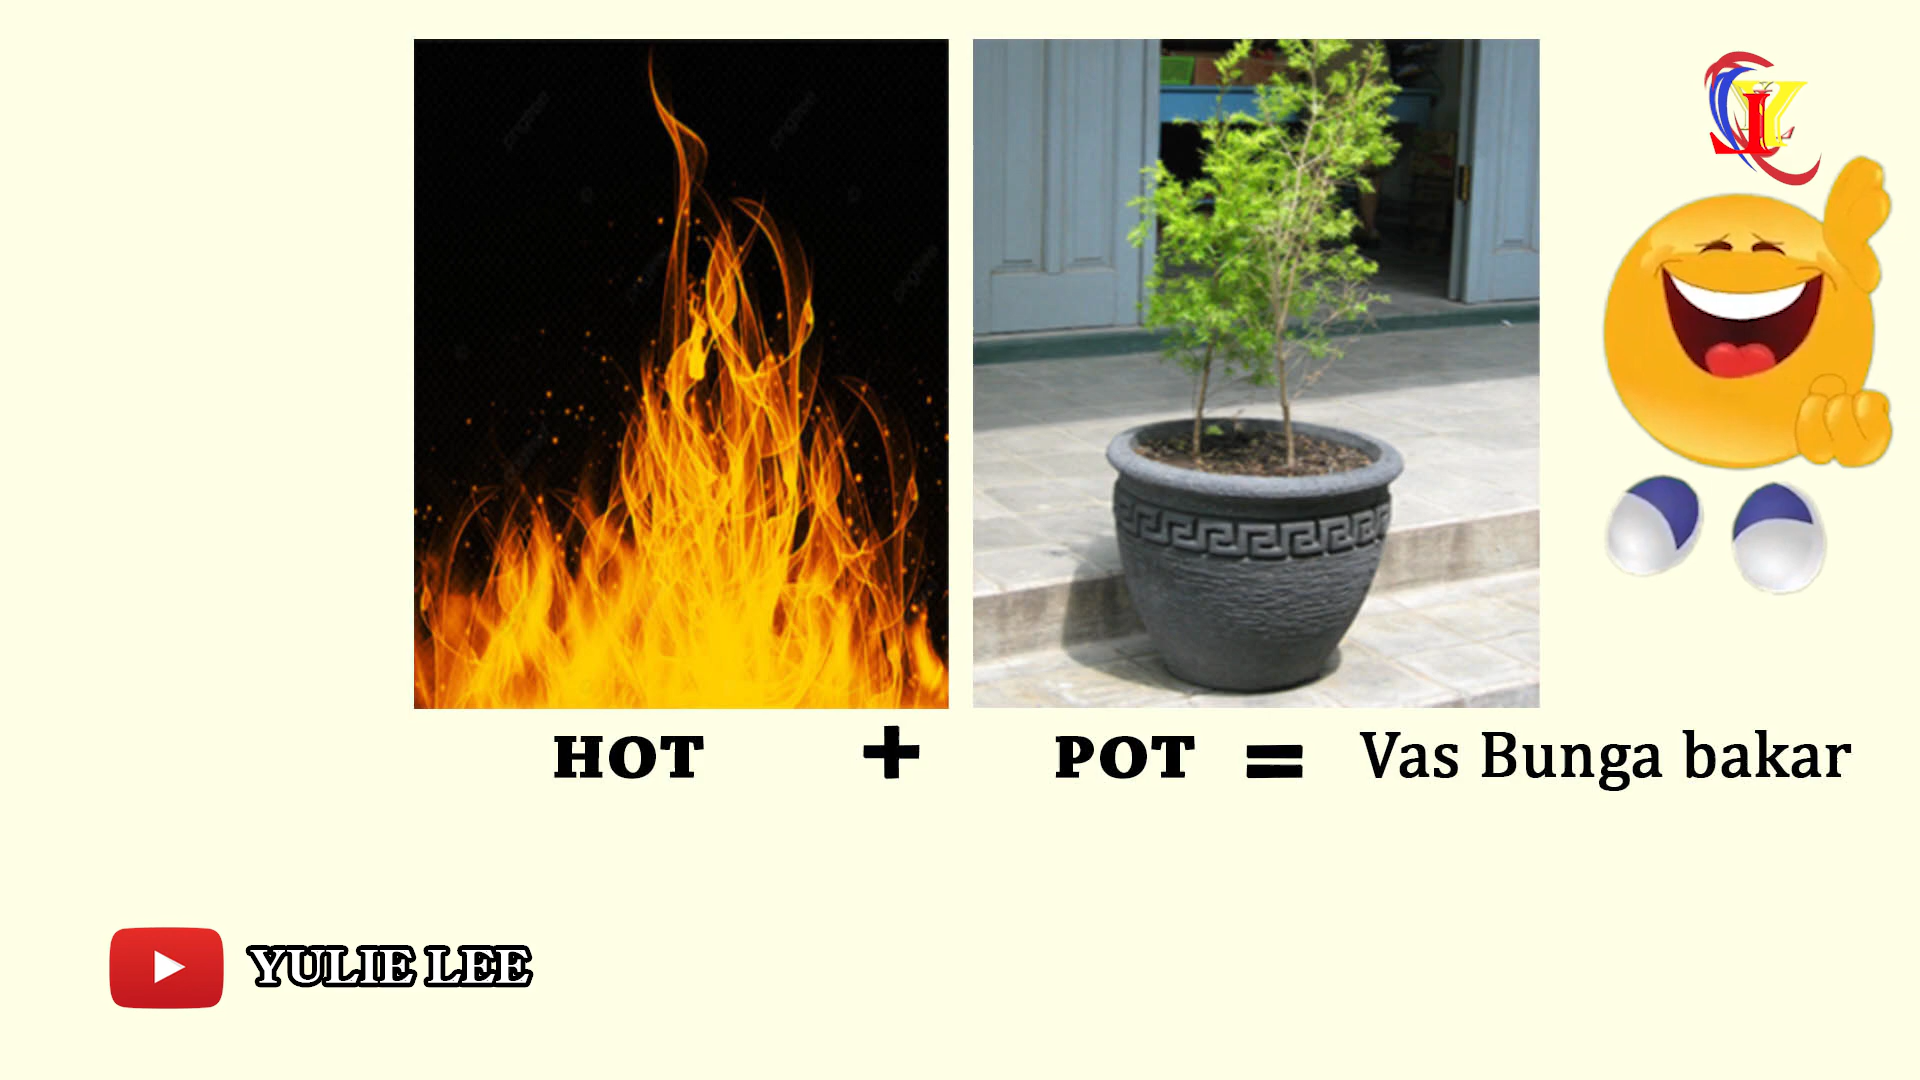 HOT + POT = Vas Bunga bakar
YULIE LEE